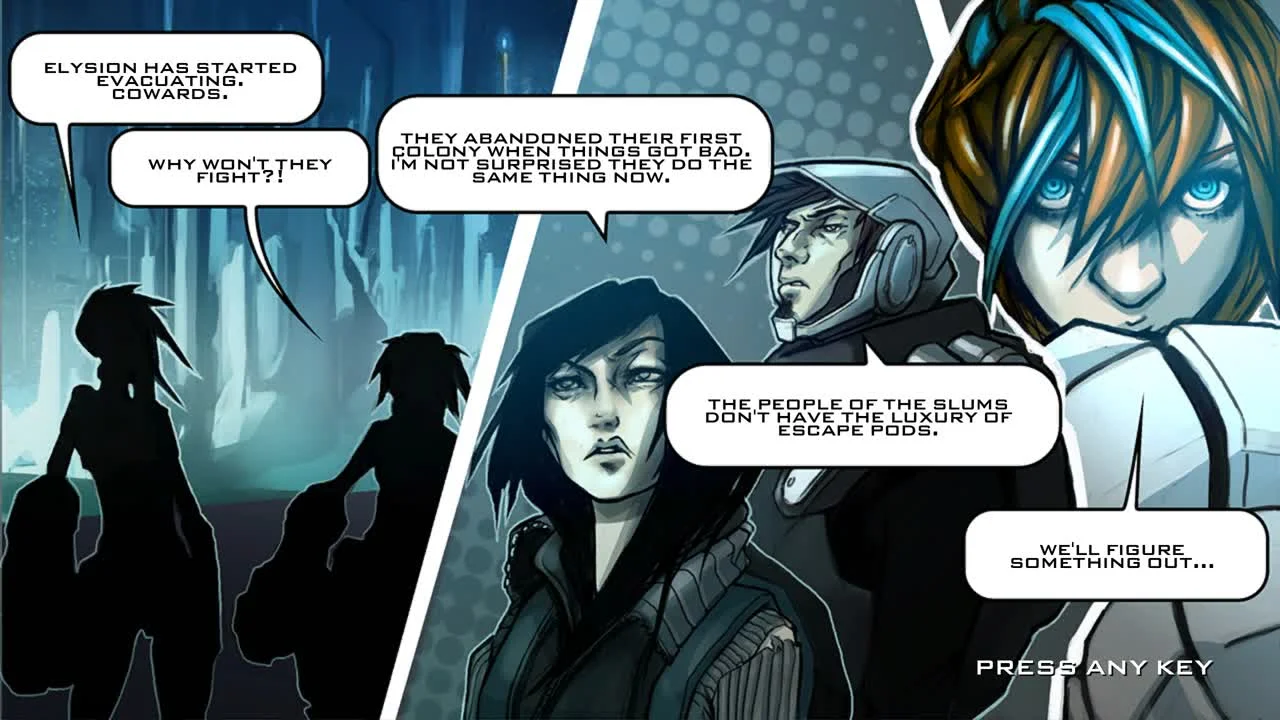 ELYSION HAS STARTED
EVACUATING.
COWARDS.
WHY WON'T THEY
FIGHT?!
THEY ABANDONED THEIR FIRST
COLONY WHEN THINGS GOT BAD.
I'M NOT SURPRISED THEY DO THE
SAME THING NOW.
THE PEOPLE OF THE SLUMS
DON'T HAVE THE LUXURY OF
ESCAPE PODS.
WE'LL FIGURE
SOMETHING OUT...
PRESS ANY KEY